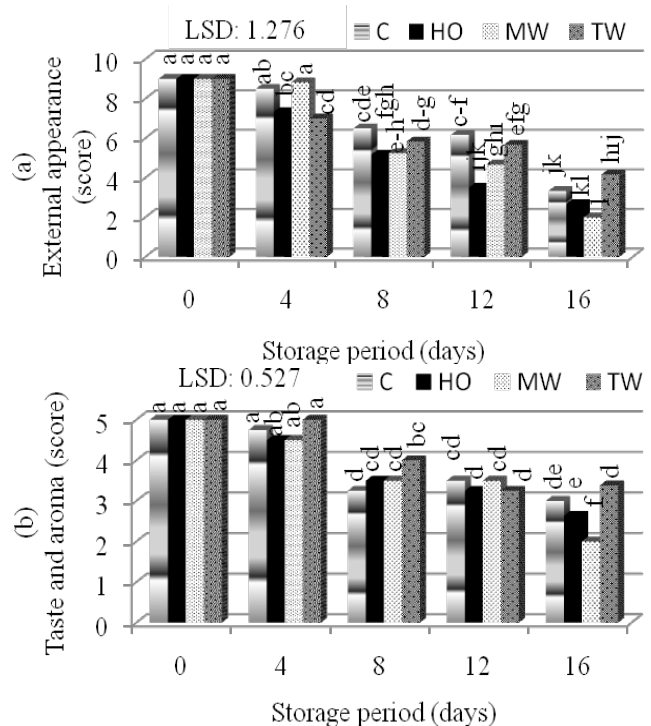 LSD: 1.276
C HO MW TW
(a)
External appearance
(score)
10
8
6
4
2
0
a a a a
ab bc a cd
cde fgh e-h d-g
c-f ijk ghi efg
jk kl l hij
0 4 8 12 16
Storage period (days)
LSD: 0.527
C HO MW TW
(b)
Taste and aroma (score)
5
4
3
2
1
0
a a a a
a ab ab a
d cd cd bc
cd d cd d
de e f d
0 4 8 12 16
Storage period (days)